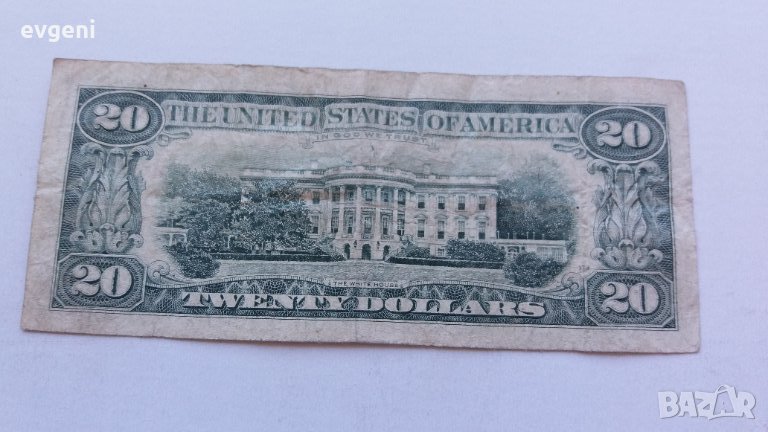 evgeni
20 THE UNITED STATES OF AMERICA 20
IN GOD WE TRUST
THE WHITE HOUSE
20 TWENTY DOLLARS 20
BAZAR